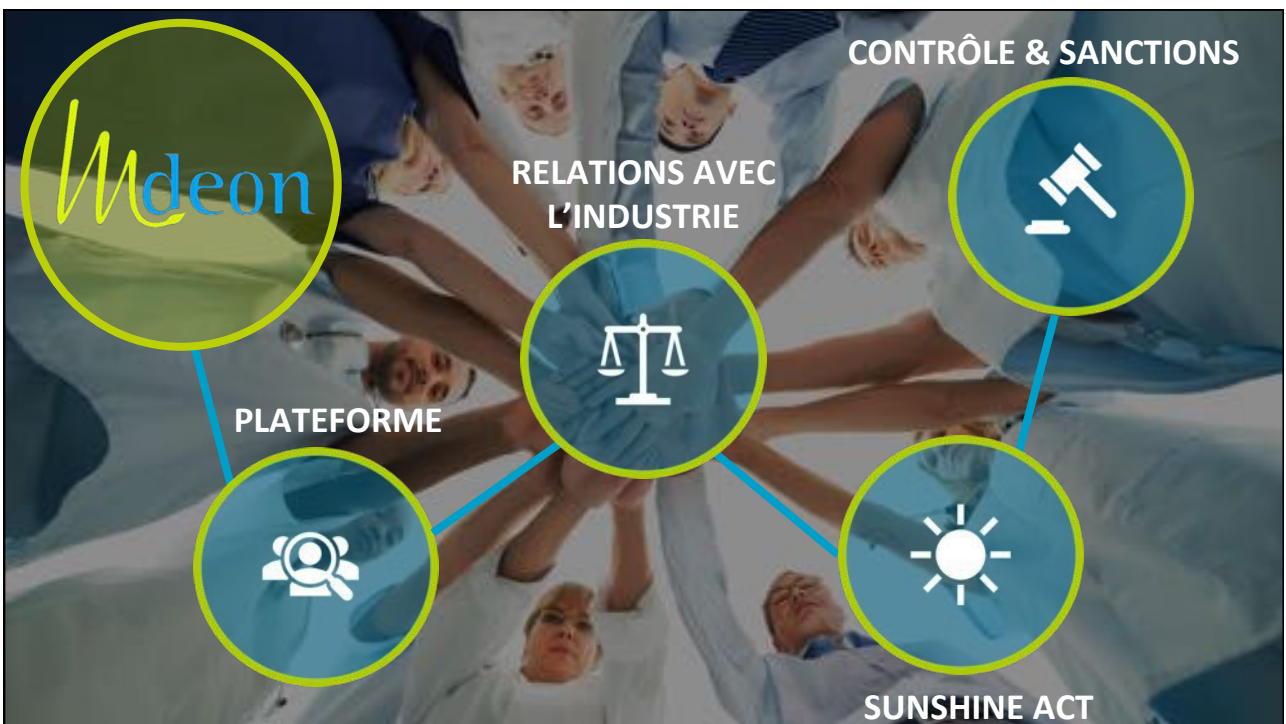 Mdeon
PLATEFORME
RELATIONS AVEC
L’INDUSTRIE
SUNSHINE ACT
CONTRÔLE & SANCTIONS